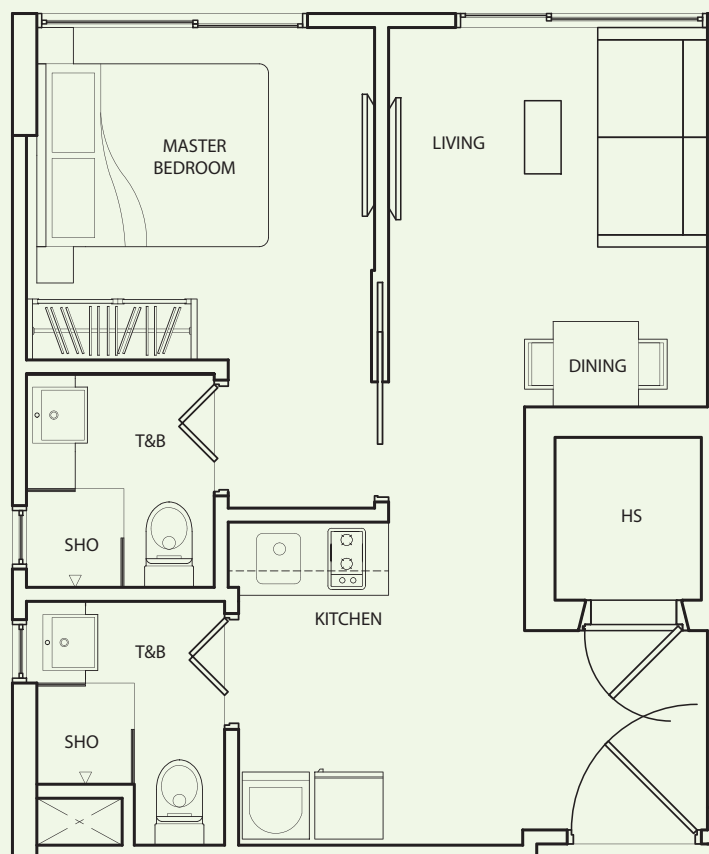 MASTER
BEDROOM
LIVING
DINING
T&B
SHO
HS
KITCHEN
T&B
SHO